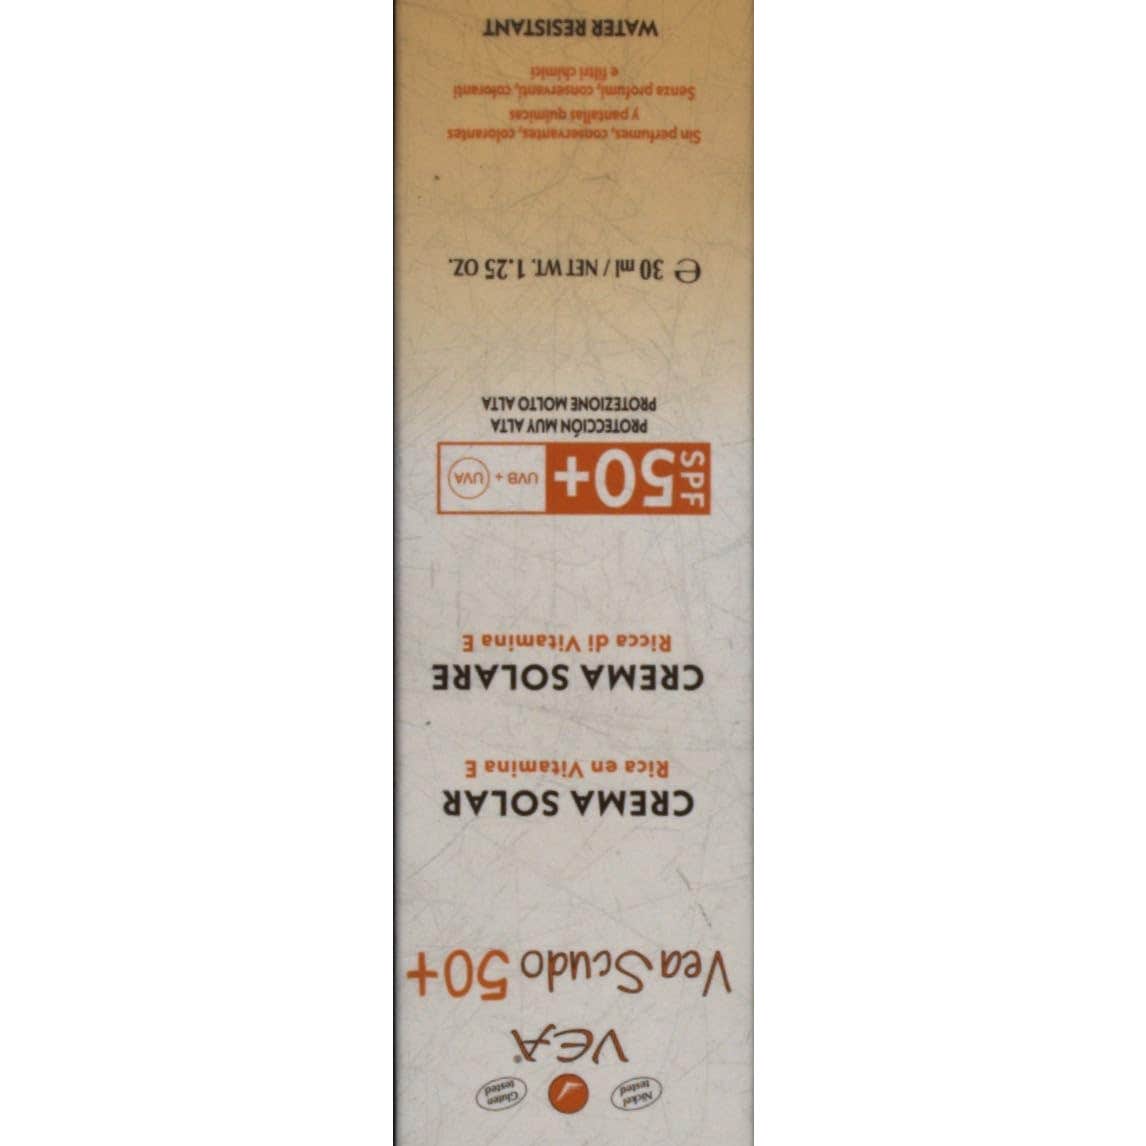 Nickel tested
Gluten tested
VEA®
Vea Scudo 50+
CREMA SOLAR
Rica en Vitamina E
CREMA SOLARE
Ricca di Vitamina E
SPF 50+ UVB + UVA
PROTECCIÓN MUY ALTA
PROTEZIONE MOLTO ALTA
℮ 30 ml / NET WT. 1.25 OZ.
Sin perfumes, conservantes, colorantes
y pantallas químicas
Senza profumi, conservanti, coloranti
e filtri chimici
WATER RESISTANT